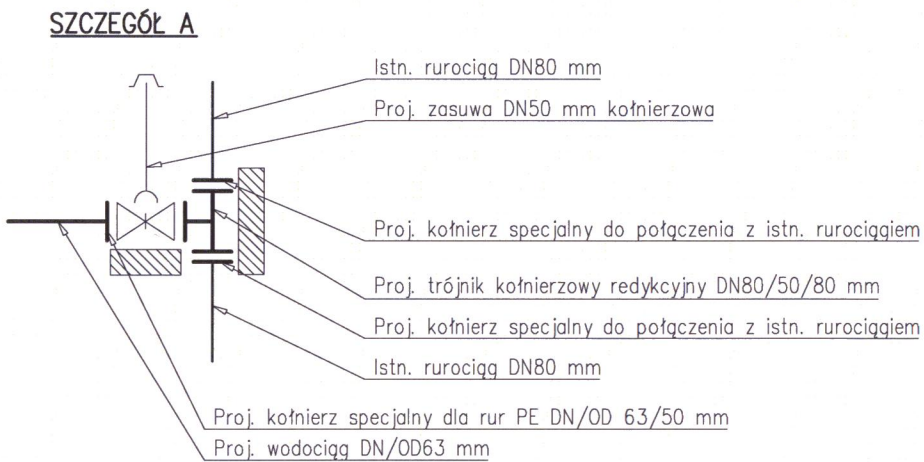 SZCZEGÓŁ A
Istn. rurociąg DN80 mm
Proj. zasuwa DN50 mm kołnierzowa
Proj. kołnierz specjalny do połączenia z istn. rurociągiem
Proj. trójnik kołnierzowy redykcyjny DN80/50/80 mm
Proj. kołnierz specjalny do połączenia z istn. rurociągiem
Istn. rurociąg DN80 mm
Proj. kołnierz specjalny dla rur PE DN/OD 63/50 mm
Proj. wodociąg DN/OD63 mm